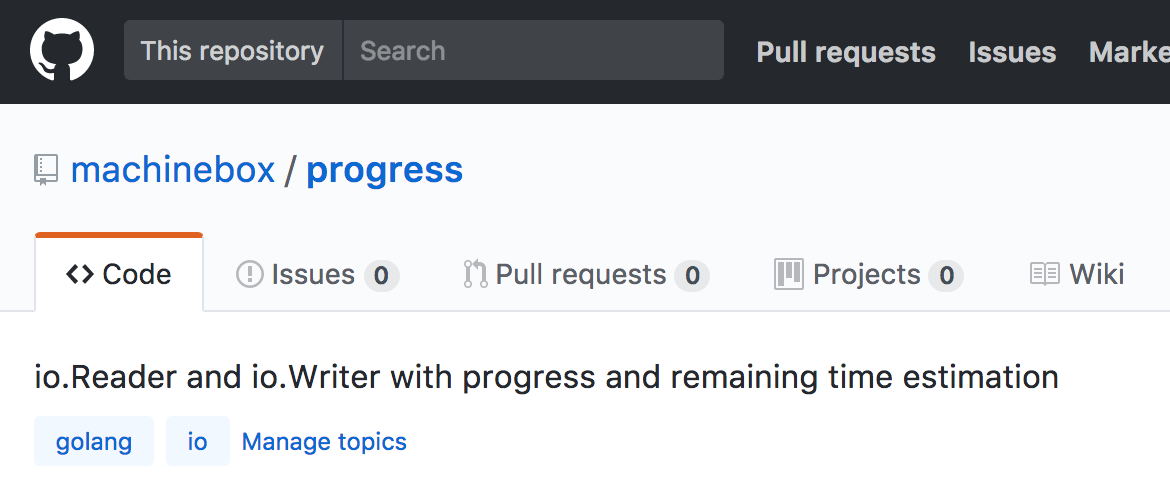 This repository Search Pull requests Issues Marke
machinebox / progress
Code Issues 0 Pull requests 0 Projects 0 Wiki
io.Reader and io.Writer with progress and remaining time estimation
golang io Manage topics